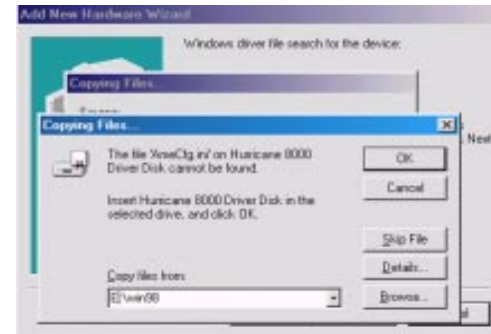 Add New Hardware Wizard
Windows driver file search for the device:
Copying Files...
Copying Files...
The file 'XmeCfg.ini' on Hurricane 8000
Driver Disk cannot be found.
Insert Hurricane 8000 Driver Disk in the
selected drive, and click OK.
Copy files from:
E:\win98
OK
Cancel
Skip File
Details...
Browse...